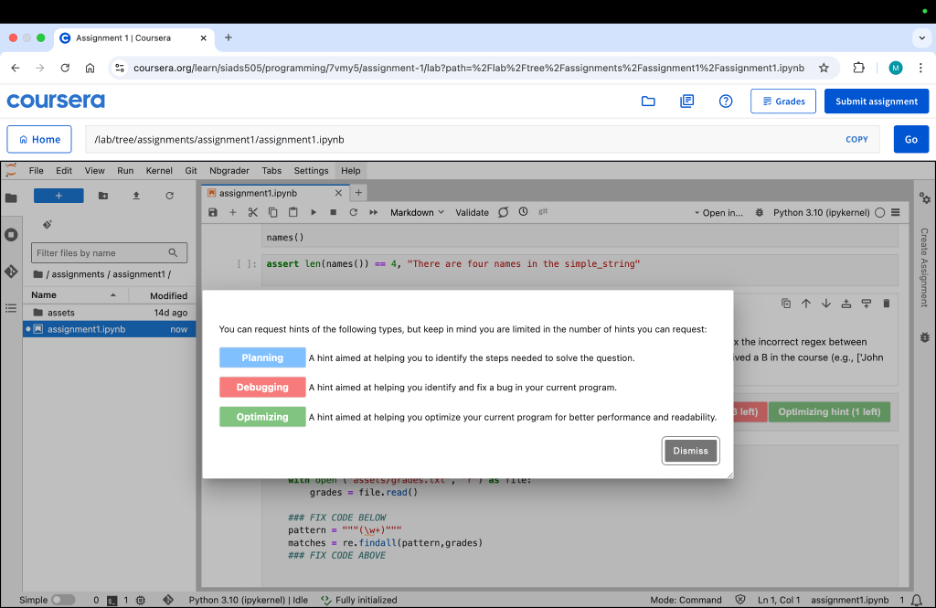 Assignment 1 | Coursera
coursera.org/learn/siads505/programming/7vmy5/assignment-1/lab?path=%2Flab%2Ftree%2Fassignments%2Fassignment1%2Fassignment1.ipynb
M
coursera
Grades
Submit assignment
Home
/lab/tree/assignments/assignment1/assignment1.ipynb
COPY
Go
File Edit View Run Kernel Git Nbgrader Tabs Settings Help
assignment1.ipynb
Markdown
Validate
git
Open in...
Python 3.10 (ipykernel)
Filter files by name
/ assignments / assignment1 /
Name
Modified
assets
14d ago
assignment1.ipynb
now
names()
[ ]: assert len(names()) == 4, "There are four names in the simple_string"
Create Assignment
x the incorrect regex between
ived a B in the course (e.g., ['John
You can request hints of the following types, but keep in mind you are limited in the number of hints you can request:
Planning
A hint aimed at helping you to identify the steps needed to solve the question.
Debugging
A hint aimed at helping you identify and fix a bug in your current program.
Optimizing
A hint aimed at helping you optimize your current program for better performance and readability.
Dismiss
left)
Optimizing hint (1 left)
with open ("assets/grades.txt", "r") as file:
grades = file.read()
### FIX CODE BELOW
pattern = """(\w+)"""
matches = re.findall(pattern,grades)
### FIX CODE ABOVE
Simple
0
1
Python 3.10 (ipykernel) | Idle
Fully initialized
Mode: Command
Ln 1, Col 1
assignment1.ipynb
1